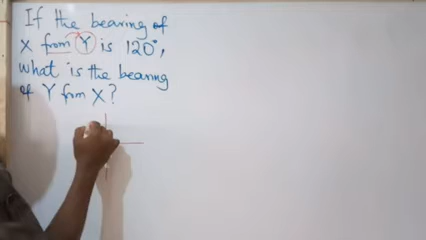 If the bearing of
X from Y is 120°,
what is the bearing
of Y from X?